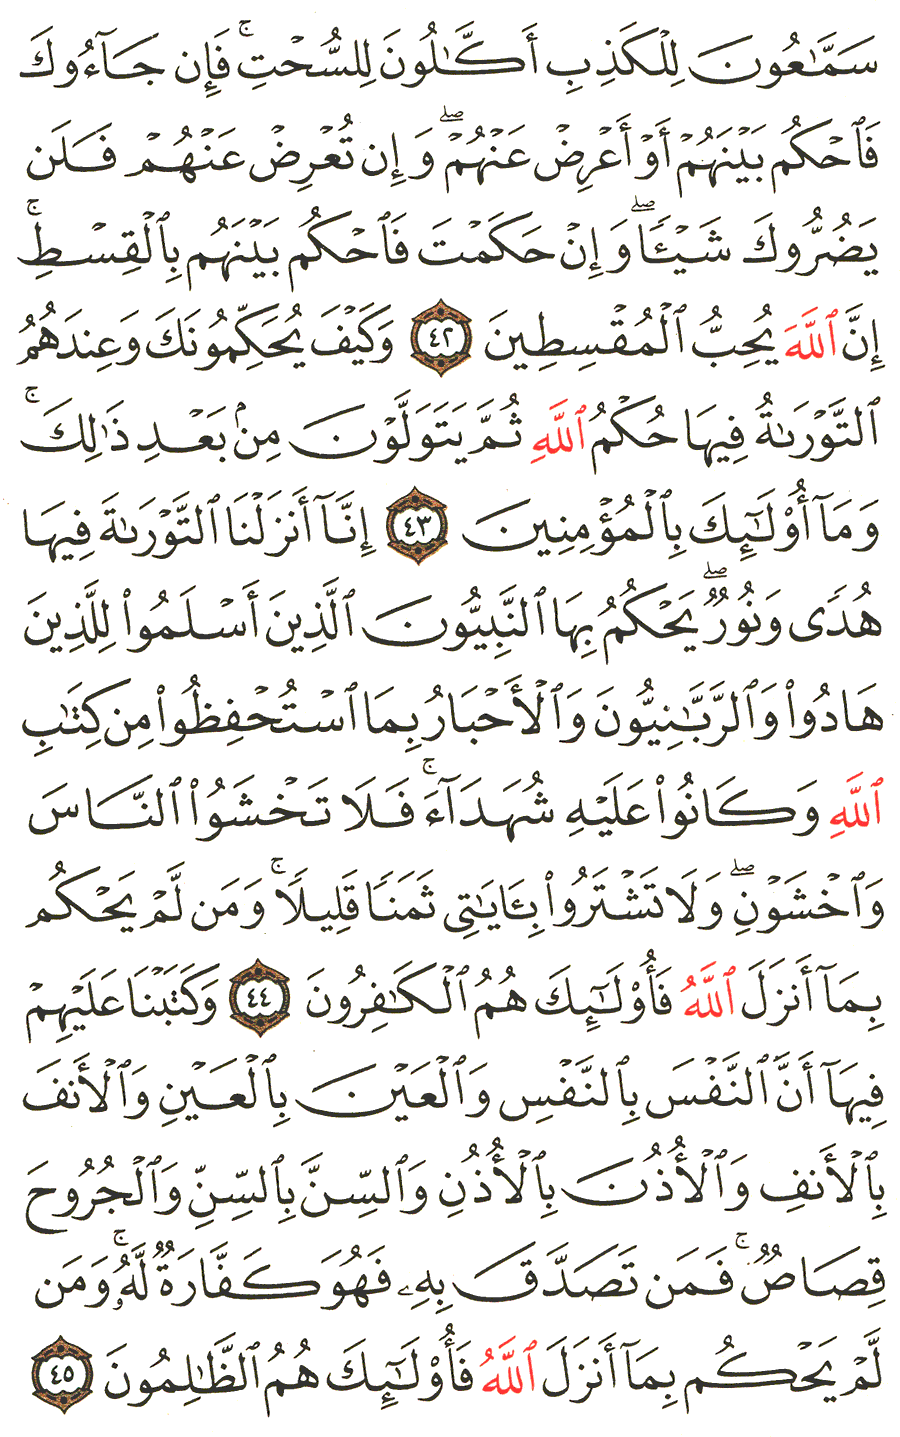 سَمَّٰعُونَ لِلْكَذِبِ أَكَّٰلُونَ لِلسُّحْتِ ۚ فَإِن جَآءُوكَ
فَٱحْكُم بَيْنَهُمْ أَوْ أَعْرِضْ عَنْهُمْ ۖ وَإِن تُعْرِضْ عَنْهُمْ فَلَن
يَضُرُّوكَ شَيْـًٔا ۖ وَإِنْ حَكَمْتَ فَٱحْكُم بَيْنَهُم بِٱلْقِسْطِ ۚ
إِنَّ ٱللَّهَ يُحِبُّ ٱلْمُقْسِطِينَ ٤٢ وَكَيْفَ يُحَكِّمُونَكَ وَعِندَهُمُ
ٱلتَّوْرَىٰةُ فِيهَا حُكْمُ ٱللَّهِ ثُمَّ يَتَوَلَّوْنَ مِنۢ بَعْدِ ذَٰلِكَ ۚ
وَمَآ أُو۟لَٰٓئِكَ بِٱلْمُؤْمِنِينَ ٤٣ إِنَّآ أَنزَلْنَا ٱلتَّوْرَىٰةَ فِيهَا
هُدًى وَنُورٌ ۖ يَحْكُمُ بِهَا ٱلنَّبِيُّونَ ٱلَّذِينَ أَسْلَمُوا۟ لِلَّذِينَ
هَادُوا۟ وَٱلرَّبَّٰنِيُّونَ وَٱلْأَحْبَارُ بِمَا ٱسْتُحْفِظُوا۟ مِن كِتَٰبِ
ٱللَّهِ وَكَانُوا۟ عَلَيْهِ شُهَدَآءَ ۚ فَلَا تَخْشَوُا۟ ٱلنَّاسَ
وَٱخْشَوْنِ ۖ وَلَا تَشْتَرُوا۟ بِـَٔايَٰتِى ثَمَنًا قَلِيلًا ۚ وَمَن لَّمْ يَحْكُم
بِمَآ أَنزَلَ ٱللَّهُ فَأُو۟لَٰٓئِكَ هُمُ ٱلْكَٰفِرُونَ ٤٤ وَكَتَبْنَا عَلَيْهِمْ
فِيهَآ أَنَّ ٱلنَّفْسَ بِٱلنَّفْسِ وَٱلْعَيْنَ بِٱلْعَيْنِ وَٱلْأَنفَ
بِٱلْأَنفِ وَٱلْأُذُنَ بِٱلْأُذُنِ وَٱلسِّنَّ بِٱلسِّنِّ وَٱلْجُرُوحَ
قِصَاصٌ ۚ فَمَن تَصَدَّقَ بِهِۦ فَهُوَ كَفَّارَةٌ لَّهُۥ ۚ وَمَن
لَّمْ يَحْكُم بِمَآ أَنزَلَ ٱللَّهُ فَأُو۟لَٰٓئِكَ هُمُ ٱلظَّٰلِمُونَ ٤٥